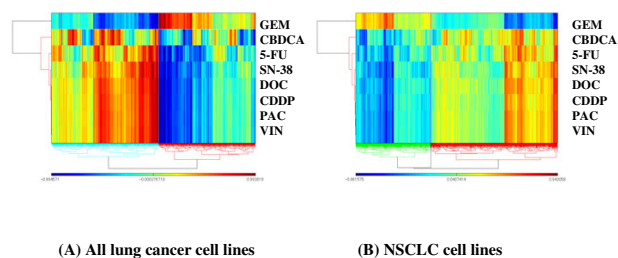 GEM
CBDCA
5-FU
SN-38
DOC
CDDP
PAC
VIN
GEM
CBDCA
5-FU
SN-38
DOC
CDDP
PAC
VIN
(A) All lung cancer cell lines
(B) NSCLC cell lines